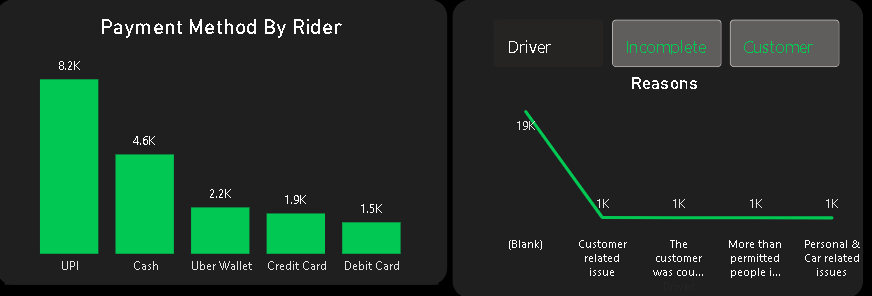 Payment Method By Rider
8.2K
4.6K
2.2K
1.9K
1.5K
UPI
Cash
Uber Wallet
Credit Card
Debit Card
Driver
Incomplete
Customer
Reasons
19K
1K
1K
1K
1K
(Blank)
Customer
related
issue
The
customer
was cou...
More than
permitted
people i...
Personal &
Car related
issues